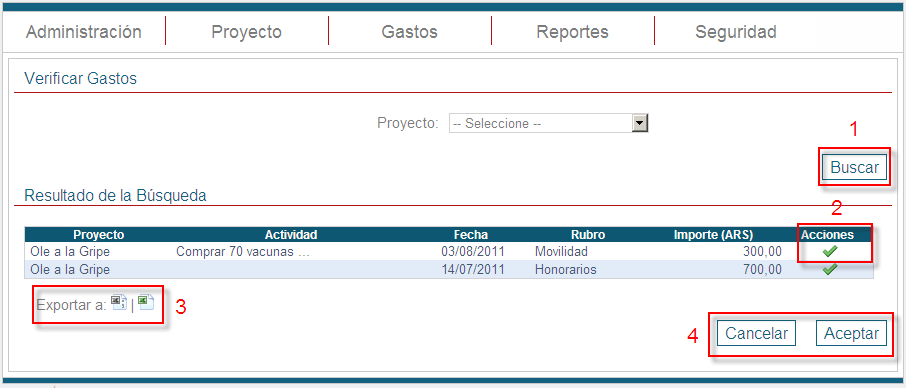 Administración Proyecto Gastos Reportes Seguridad
Verificar Gastos
Proyecto: -- Seleccione --
1
Buscar
Resultado de la Búsqueda
2
Proyecto Actividad Fecha Rubro Importe (ARS) Acciones
Ole a la Gripe Comprar 70 vacunas ... 03/08/2011 Movilidad 300,00
Ole a la Gripe 14/07/2011 Honorarios 700,00
Exportar a: | 3
4 Cancelar Aceptar